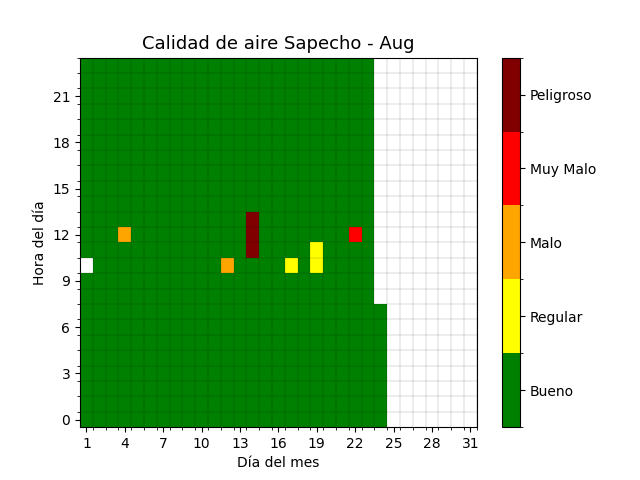 Calidad de aire Sapecho - Aug
21
18
15
12
9
6
3
0
Hora del día
1 4 7 10 13 16 19 22 25 28 31
Día del mes
Peligroso
Muy Malo
Malo
Regular
Bueno